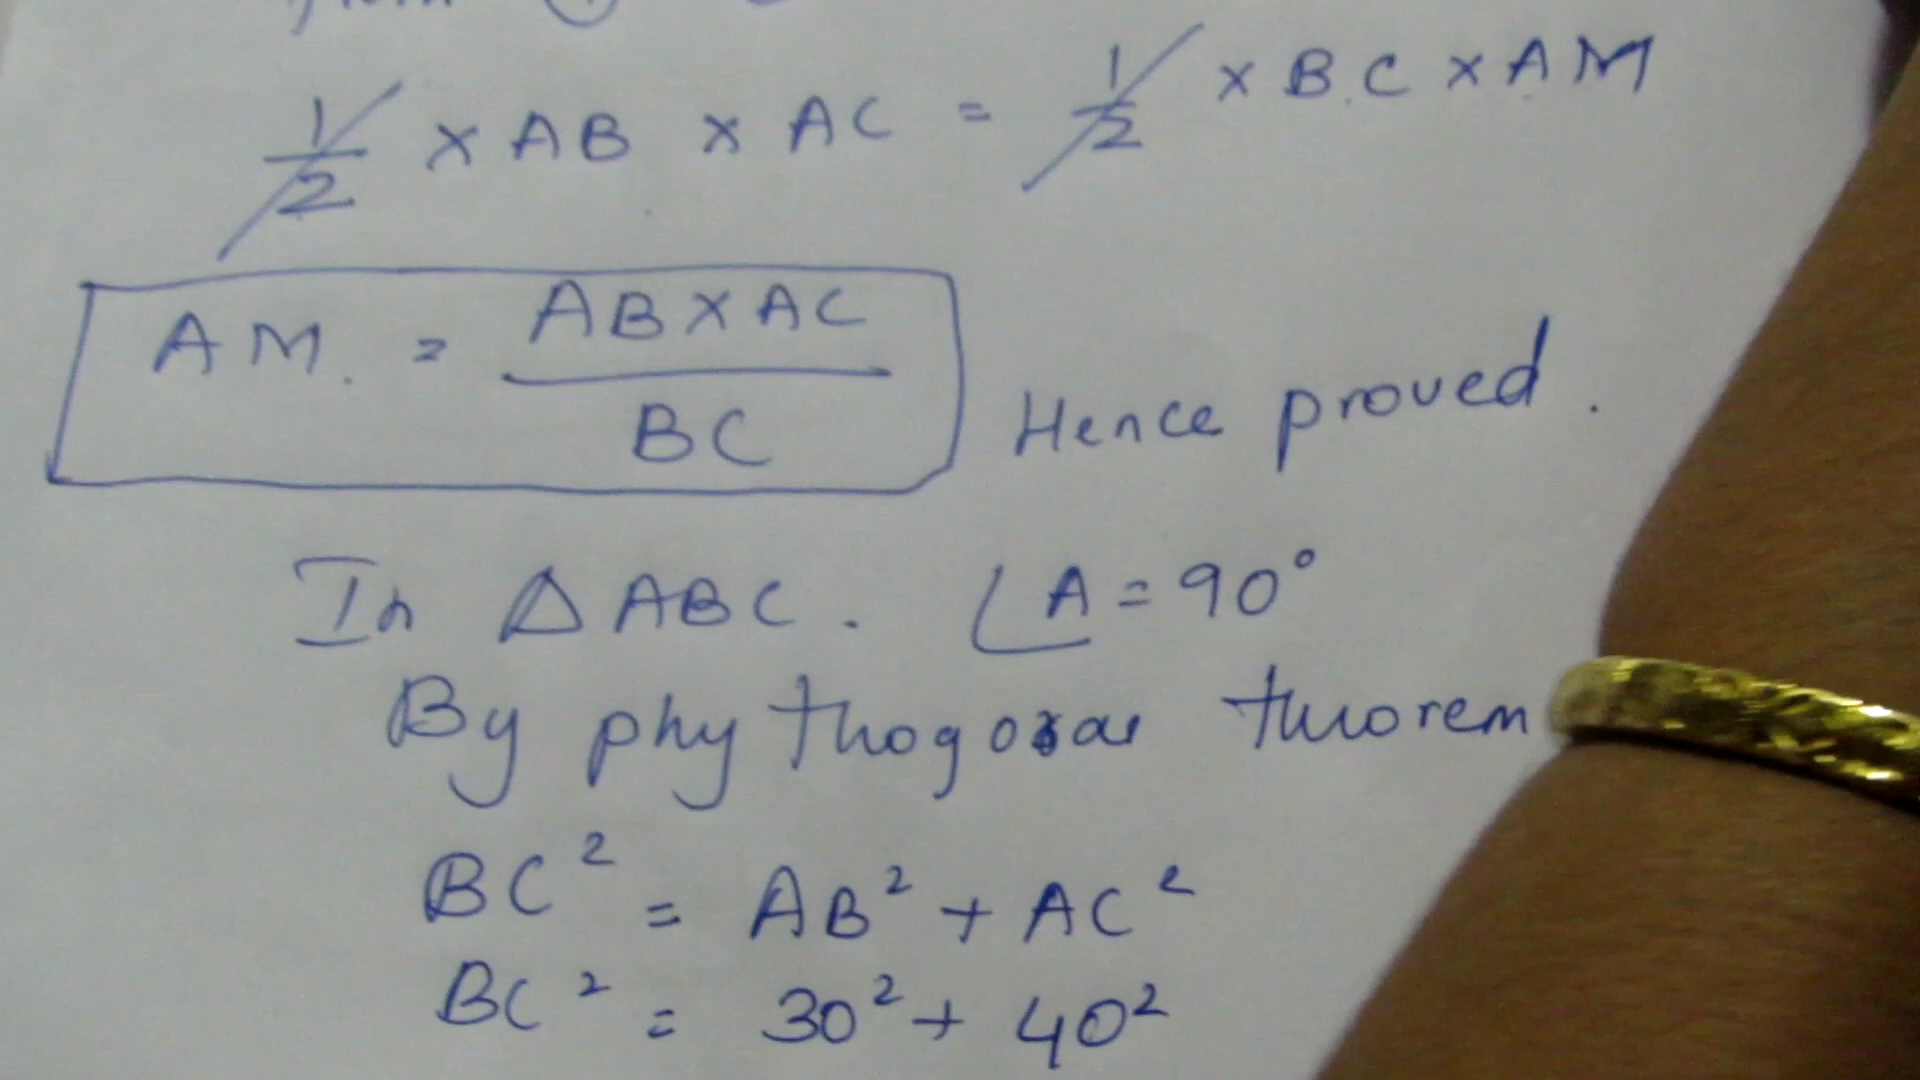 1/2 × AB × AC = 1/2 × BC × AM
AM. = AB×AC / BC
Hence proved.
In △ABC. ∠A = 90°
By phythogoras theorem
BC² = AB² + AC²
BC² = 30² + 40²